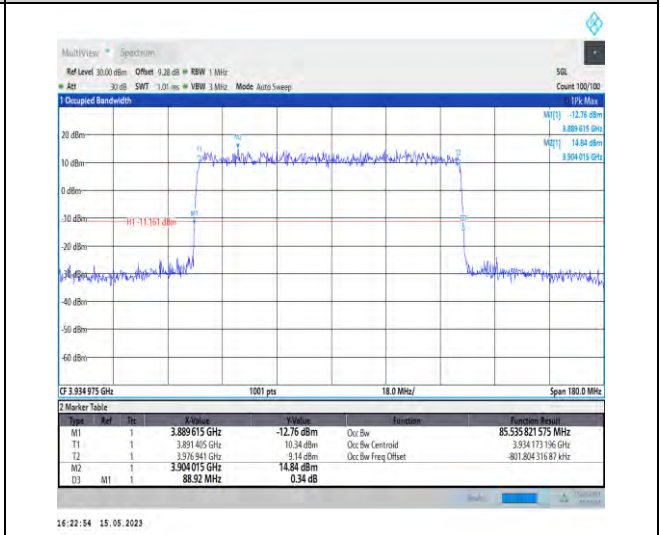 MultiView Spectrum
Ref Level 30.00 dBm Offset 9.28 dB RBW 1 MHz SGL
Att 30 dB SWT 1.01 ms VBW 3 MHz Mode Auto Sweep Count 100/100
1 Occupied Bandwidth 1Pk Max
M1[1] -12.76 dBm
3.889 615 GHz
M2[1] 14.84 dBm
3.904 015 GHz
20 dBm
M2
T1 T2
10 dBm
0 dBm
M1
-10 dBm
H1 -11.161 dBm
D3
-20 dBm
-30 dBm
-40 dBm
-50 dBm
-60 dBm
CF 3.934 975 GHz 1001 pts 18.0 MHz/ Span 180.0 MHz
2 Marker Table
Type Ref Trc X-Value Y-Value Function Function Result
M1 1 3.889 615 GHz -12.76 dBm Occ Bw 85.535 821 575 MHz
T1 1 3.891 405 GHz 10.34 dBm Occ Bw Centroid 3.934 173 196 GHz
T2 1 3.976 941 GHz 9.14 dBm Occ Bw Freq Offset -801.804 316 87 kHz
M2 1 3.904 015 GHz 14.84 dBm
D3 M1 1 88.92 MHz 0.34 dB
16:22:54 15.05.2023